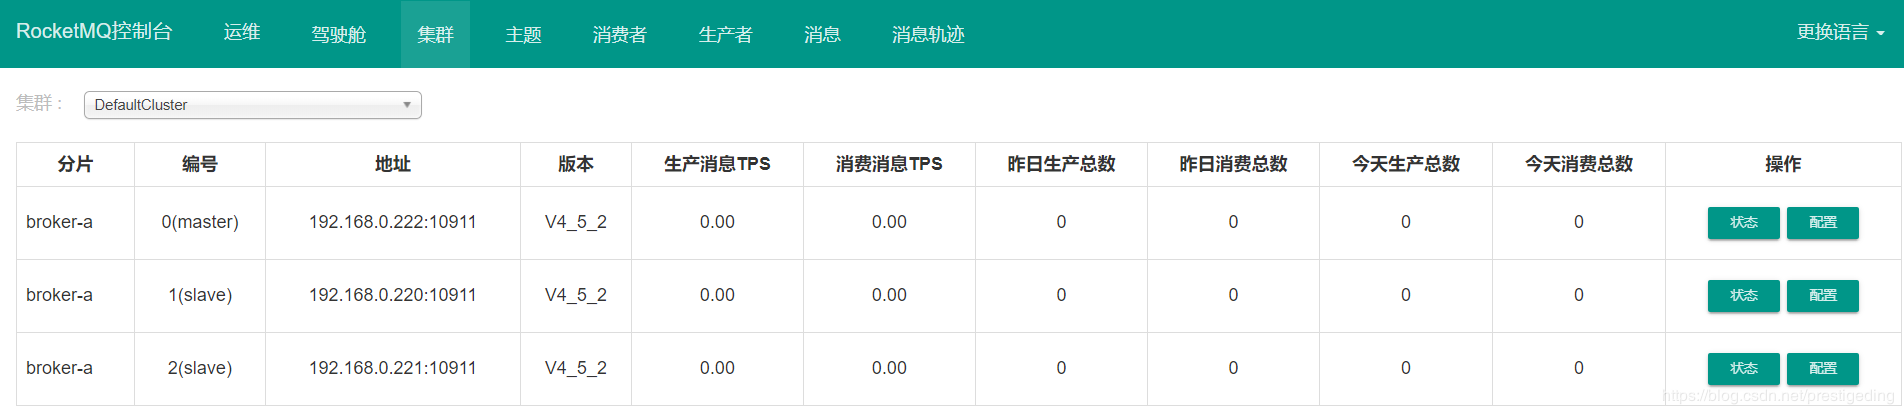 RocketMQ控制台 运维 驾驶舱 集群 主题 消费者 生产者 消息 消息轨迹 更换语言
集群： DefaultCluster
分片 编号 地址 版本 生产消息TPS 消费消息TPS 昨日生产总数 昨日消费总数 今天生产总数 今天消费总数 操作
broker-a 0(master) 192.168.0.222:10911 V4_5_2 0.00 0.00 0 0 0 0 状态 配置
broker-a 1(slave) 192.168.0.220:10911 V4_5_2 0.00 0.00 0 0 0 0 状态 配置
broker-a 2(slave) 192.168.0.221:10911 V4_5_2 0.00 0.00 0 0 0 0 状态 配置
https://blog.csdn.net/prestigeding